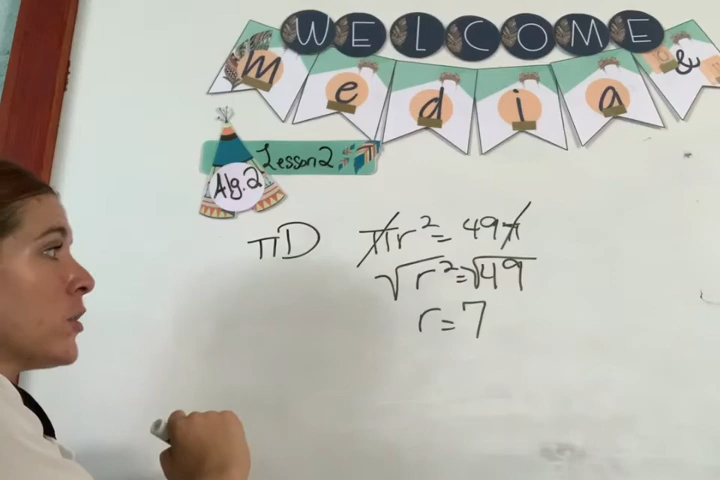 WELCOME
media &
Lesson 2
Alg. 2
πD
πr² = 49π
√r² = √49
r = 7